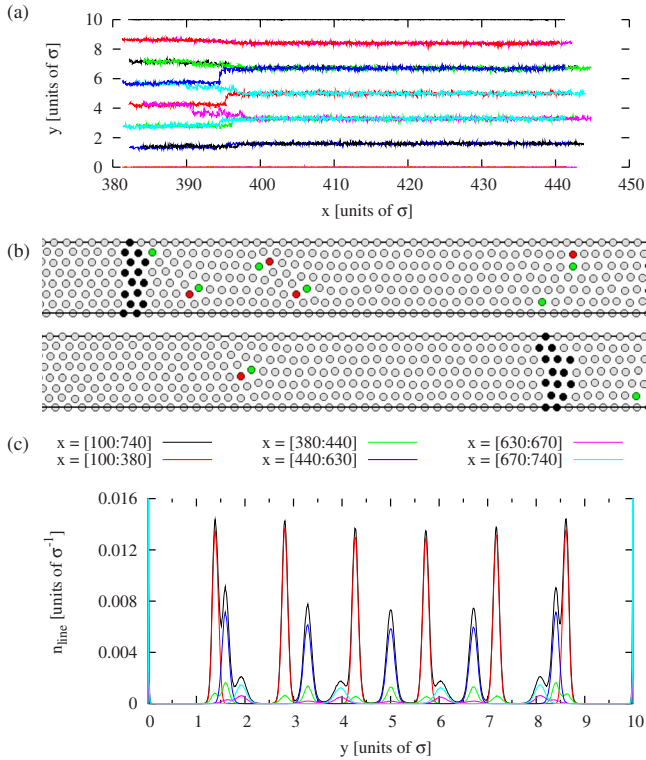 (a)
10
8
6
4
2
0
y [units of σ]
380 390 400 410 420 430 440 450
x [units of σ]
(b)
(c)
x = [100:740] x = [380:440] x = [630:670]
x = [100:380] x = [440:630] x = [670:740]
0.016
0.012
0.008
0.004
0
n_line [units of σ⁻¹]
0 1 2 3 4 5 6 7 8 9 10
y [units of σ]